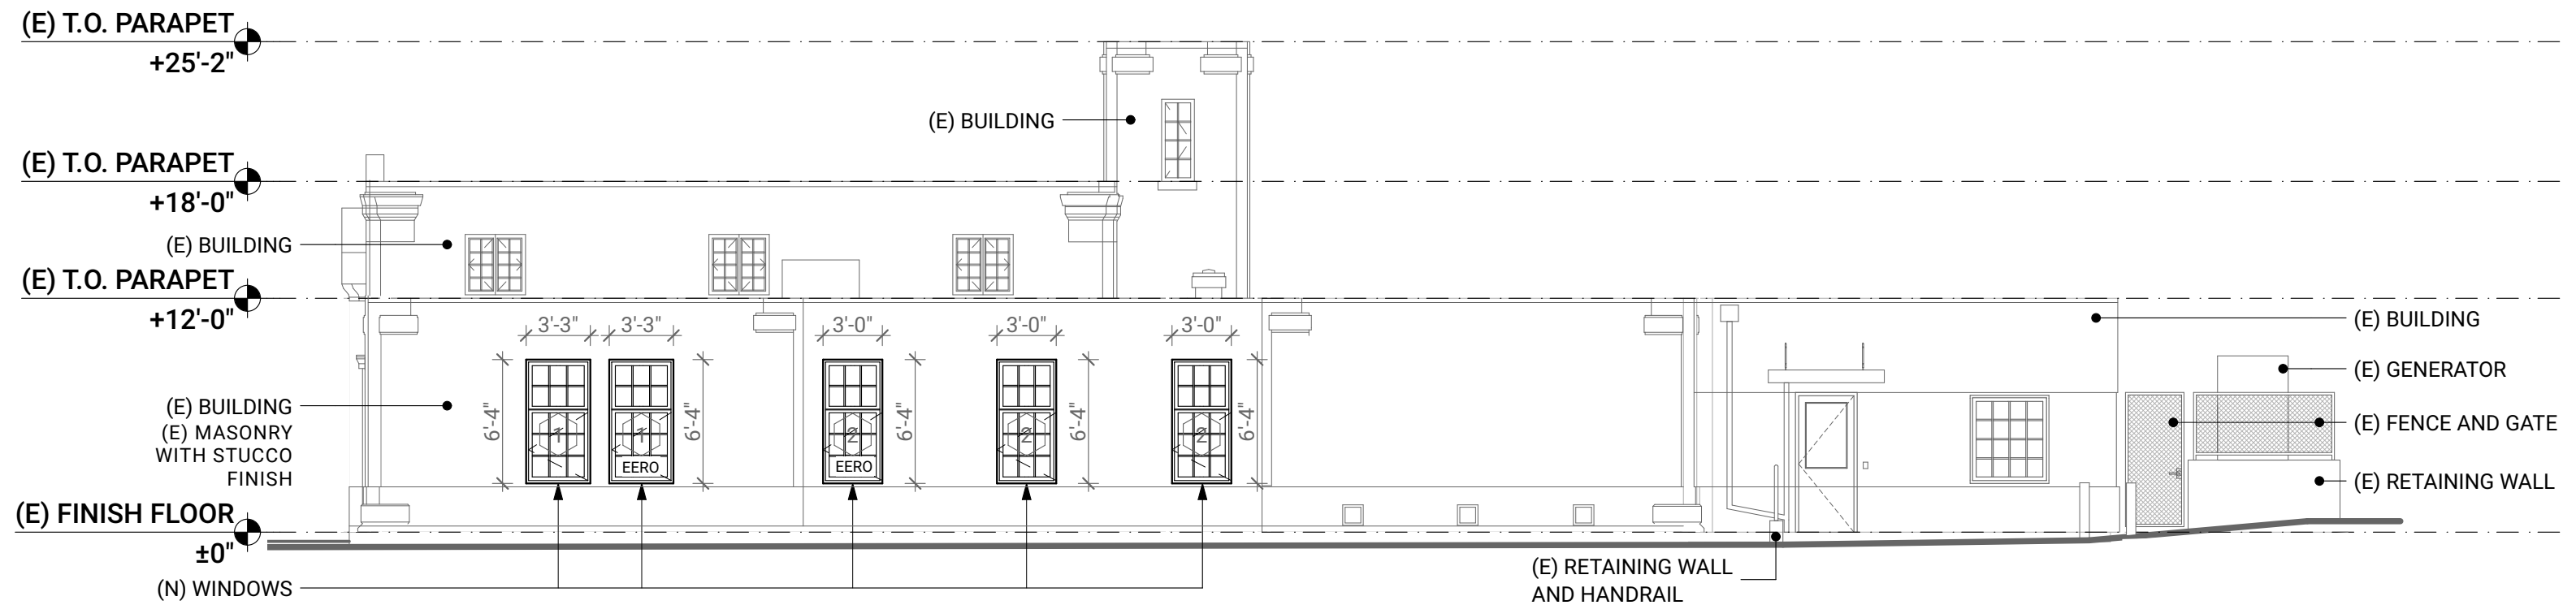 (E) T.O. PARAPET
+25'-2"
(E) BUILDING
(E) T.O. PARAPET
+18'-0"
(E) BUILDING
(E) T.O. PARAPET
+12'-0"
3'-3" 3'-3" 3'-0" 3'-0" 3'-0"
(E) BUILDING
(E) GENERATOR
(E) BUILDING
(E) MASONRY
WITH STUCCO
FINISH
6'-4" 1 1 6'-4" 2 6'-4" 2 6'-4" 2 6'-4"
(E) FENCE AND GATE
EERO EERO
(E) RETAINING WALL
(E) FINISH FLOOR
±0"
(N) WINDOWS
(E) RETAINING WALL
AND HANDRAIL